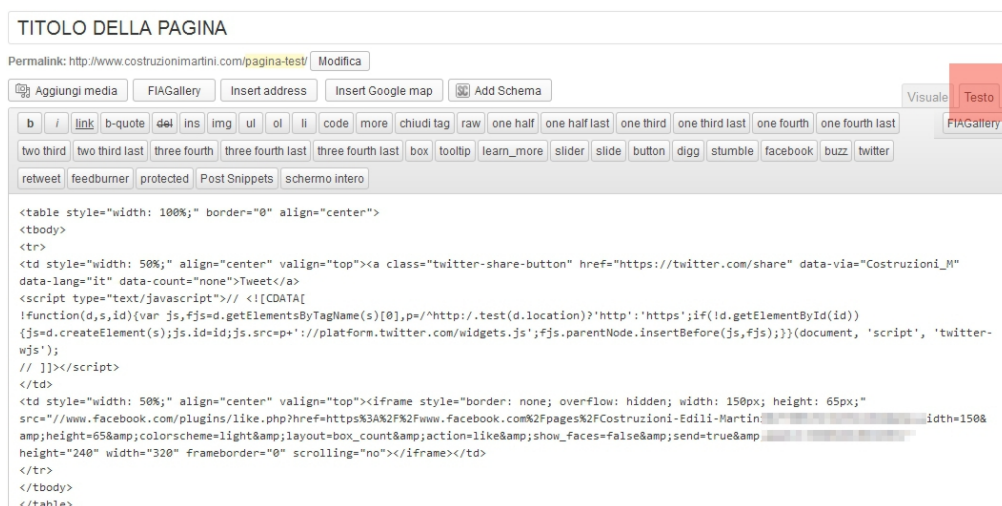 TITOLO DELLA PAGINA
Permalink: http://www.costruzionimartini.com/pagina-test/ Modifica
Aggiungi media FIAGallery Insert address Insert Google map SC Add Schema Visuale Testo
b i link b-quote del ins img ul ol li code more chiudi tag raw one half one half last one third one third last one fourth one fourth last FIAGallery
two third two third last three fourth three fourth last three fourth last box tooltip learn_more slider slide button digg stumble facebook buzz twitter
retweet feedburner protected Post Snippets schermo intero
<table style="width: 100%;" border="0" align="center">
<tbody>
<tr>
<td style="width: 50%;" align="center" valign="top"><a class="twitter-share-button" href="https://twitter.com/share" data-via="Costruzioni_M"
data-lang="it" data-count="none">Tweet</a>
<script type="text/javascript">// <![CDATA[
!function(d,s,id){var js,fjs=d.getElementsByTagName(s)[0],p=/^http:/.test(d.location)?'http':'https';if(!d.getElementById(id))
{js=d.createElement(s);js.id=id;js.src=p+'://platform.twitter.com/widgets.js';fjs.parentNode.insertBefore(js,fjs);}}(document, 'script', 'twitter-
wjs');
// ]]></script>
</td>
<td style="width: 50%;" align="center" valign="top"><iframe style="border: none; overflow: hidden; width: 150px; height: 65px;"
src="//www.facebook.com/plugins/like.php?href=https%3A%2F%2Fwww.facebook.com%2Fpages%2FCostruzioni-Edili-Martin idth=150&
amp;height=65&amp;colorscheme=light&amp;layout=box_count&amp;action=like&amp;show_faces=false&amp;send=true&amp
height="240" width="320" frameborder="0" scrolling="no"></iframe></td>
</tr>
</tbody>
</table>